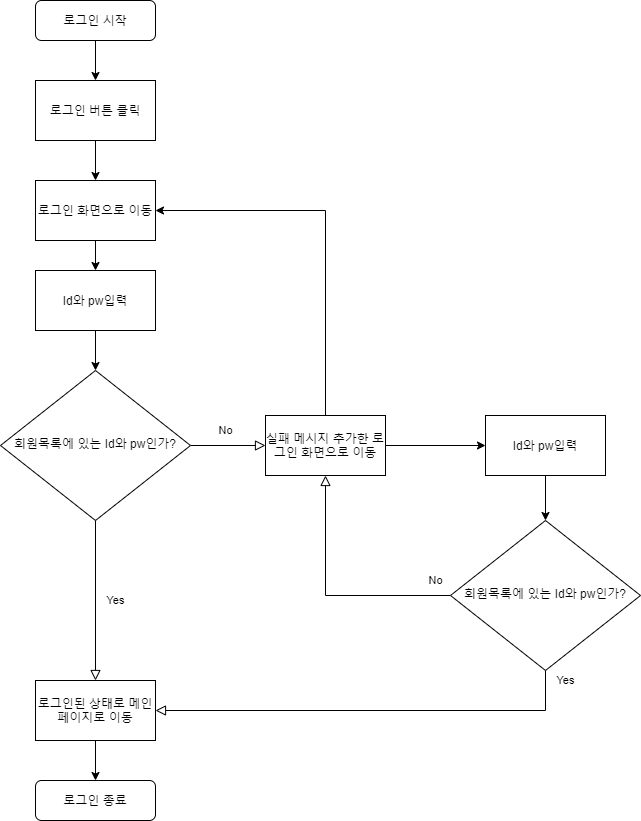 로그인 시작
로그인 버튼 클릭
로그인 화면으로 이동
Id와 pw입력
회원목록에 있는 Id와 pw인가?
No
실패 메시지 추가한 로
그인 화면으로 이동
Id와 pw입력
회원목록에 있는 Id와 pw인가?
No
Yes
Yes
로그인된 상태로 메인
페이지로 이동
로그인 종료